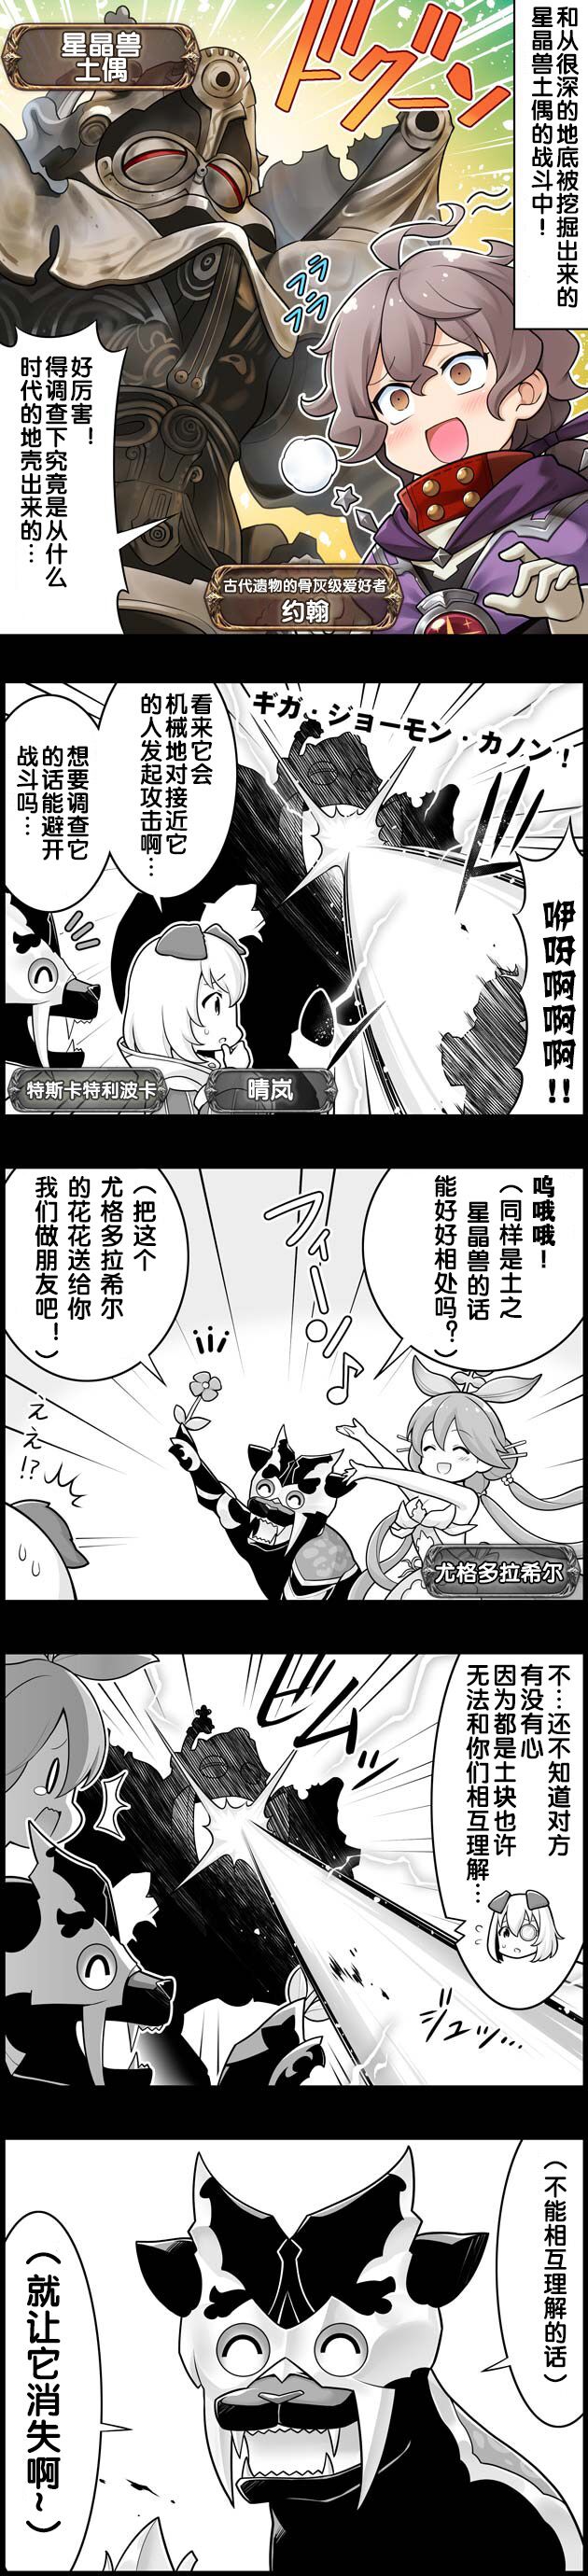 和从很深的地底被挖掘出来的
星晶兽土偶的战斗中！
星晶兽
土偶
ドグーン
フラ
フラ
好厉害！
得调查下究竟是从什么
时代的地壳出来的…
古代遗物的骨灰级爱好者
约翰
ギガ・ジョーモン・カノン！
咿呀啊啊啊!!
看来它会
机械地对接近它
的人发起攻击啊…
想要调查它
的话能避开
战斗吗…
特斯卡特利波卡
晴岚
呜哦哦！
（同样是土之
星晶兽的话
能好好相处吗？）
フィーン♪
（把这个
尤格多拉希尔
的花花送给你
我们做朋友吧！）
ええ!?
尤格多拉希尔
不…还不知道对方
有没有心
因为都是土块也许
无法和你们相互理解…
ビム
ジュッ…
（不能相互理解的话）
（就让它消失啊~）